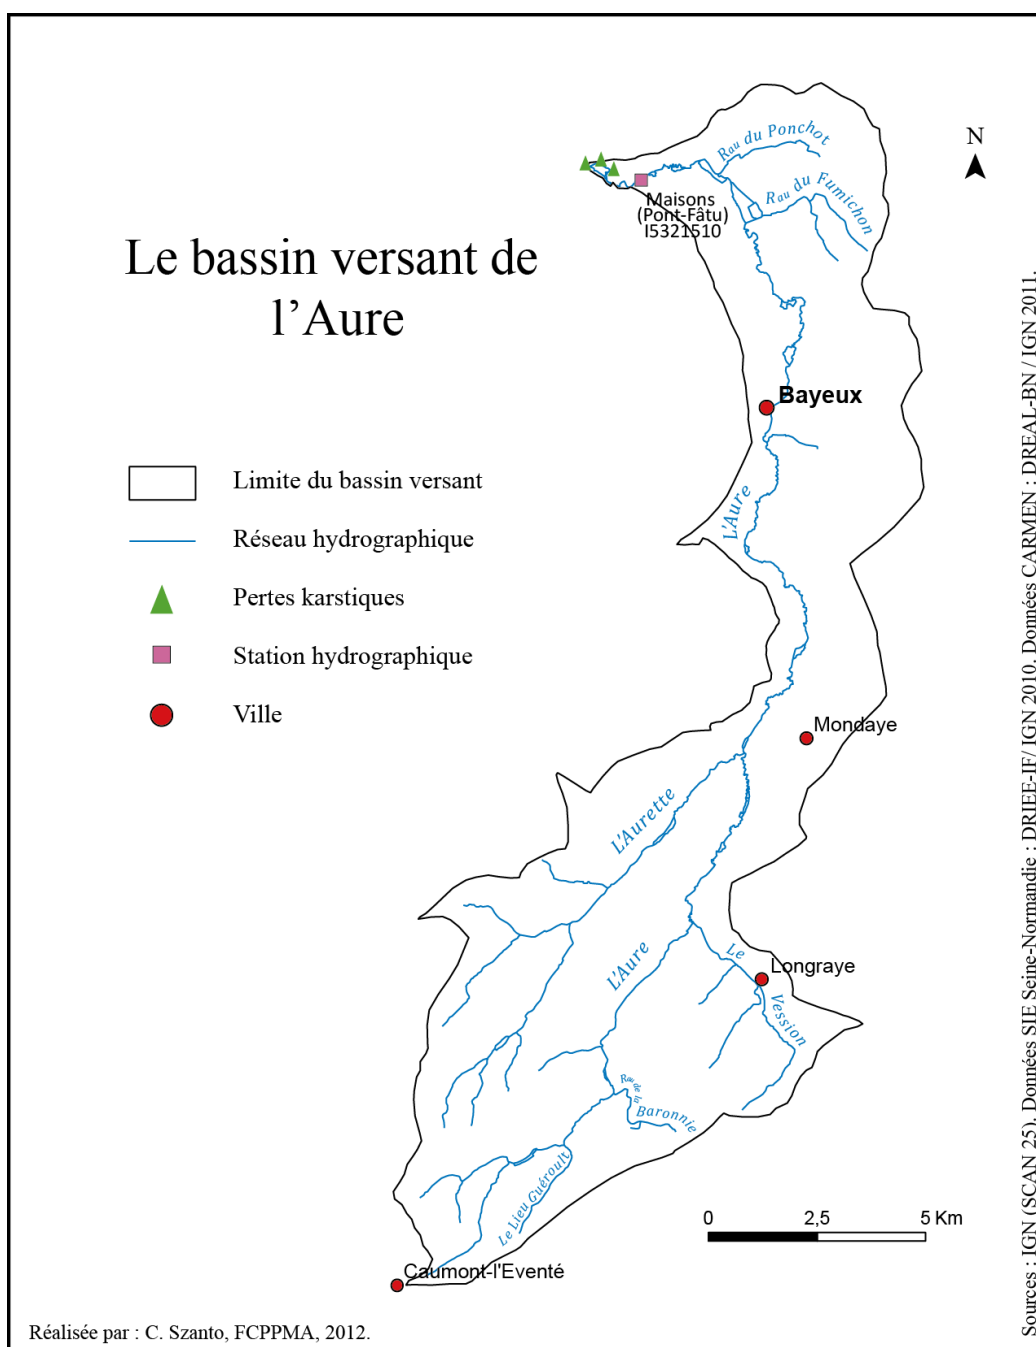 Le bassin versant de
l’Aure
N
Rau du Ponchot
Rau du Fumichon
Maisons
(Pont-Fâtu)
I5321510
Bayeux
L'Aure
Limite du bassin versant
Réseau hydrographique
Pertes karstiques
Station hydrographique
Ville
Mondaye
L'Aurette
L'Aure
Le
Vession
Longraye
Rau de la
Baronnie
Le Lieu Guéroult
Caumont-l'Eventé
0 2,5 5 Km
Réalisée par : C. Szanto, FCPPMA, 2012.
Sources : IGN (SCAN 25), Données SIE Seine-Normandie : DRIEE-IF/ IGN 2010, Données CARMEN : DREAL-BN / IGN 2011.